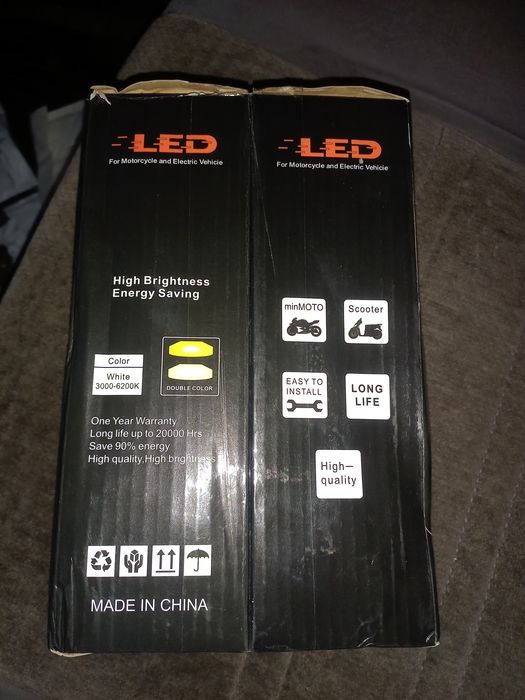 LED
For Motorcycle and Electric Vehicle
High Brightness
Energy Saving
Color
White
3000-6200K
DOUBLE COLOR
One Year Warranty
Long life up to 20000 Hrs
Save 90% energy
High quality,High brightness
MADE IN CHINA
LED
For Motorcycle and Electric Vehicle
minMOTO
Scooter
EASY TO
INSTALL
LONG
LIFE
High-
quality